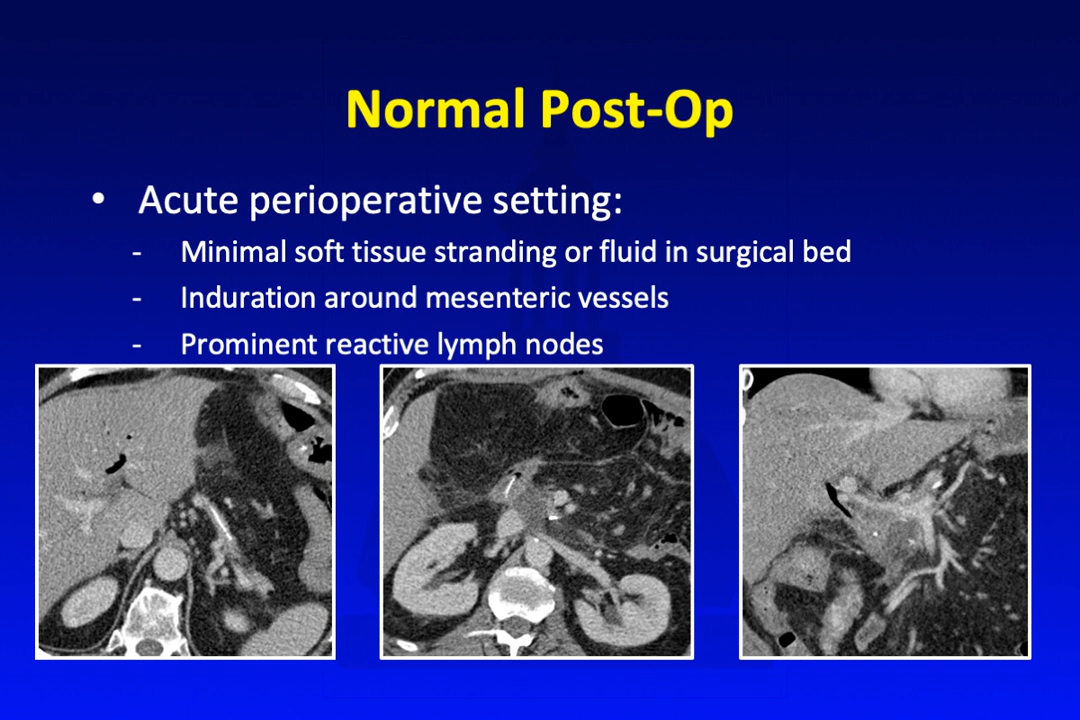 Normal Post-Op
• Acute perioperative setting:
- Minimal soft tissue stranding or fluid in surgical bed
- Induration around mesenteric vessels
- Prominent reactive lymph nodes